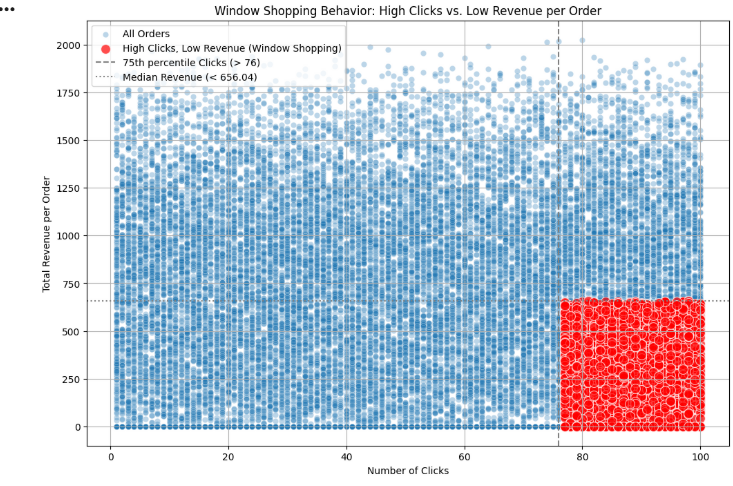 Window Shopping Behavior: High Clicks vs. Low Revenue per Order
All Orders
High Clicks, Low Revenue (Window Shopping)
75th percentile Clicks (> 76)
Median Revenue (< 656.04)
Total Revenue per Order
2000
1750
1500
1250
1000
750
500
250
0
0 20 40 60 80 100
Number of Clicks